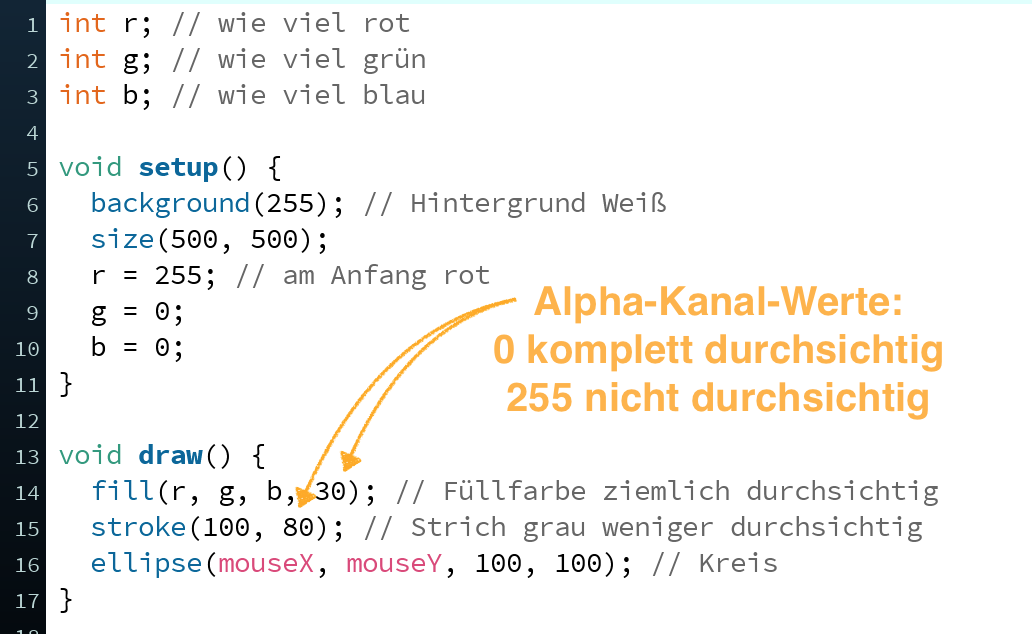 1 int r; // wie viel rot
2 int g; // wie viel grün
3 int b; // wie viel blau
4
5 void setup() {
6   background(255); // Hintergrund Weiß
7   size(500, 500);
8   r = 255; // am Anfang rot
9   g = 0;
10   b = 0;
11 }
12
13 void draw() {
14   fill(r, g, b, 30); // Füllfarbe ziemlich durchsichtig
15   stroke(100, 80); // Strich grau weniger durchsichtig
16   ellipse(mouseX, mouseY, 100, 100); // Kreis
17 }
Alpha-Kanal-Werte:
0 komplett durchsichtig
255 nicht durchsichtig